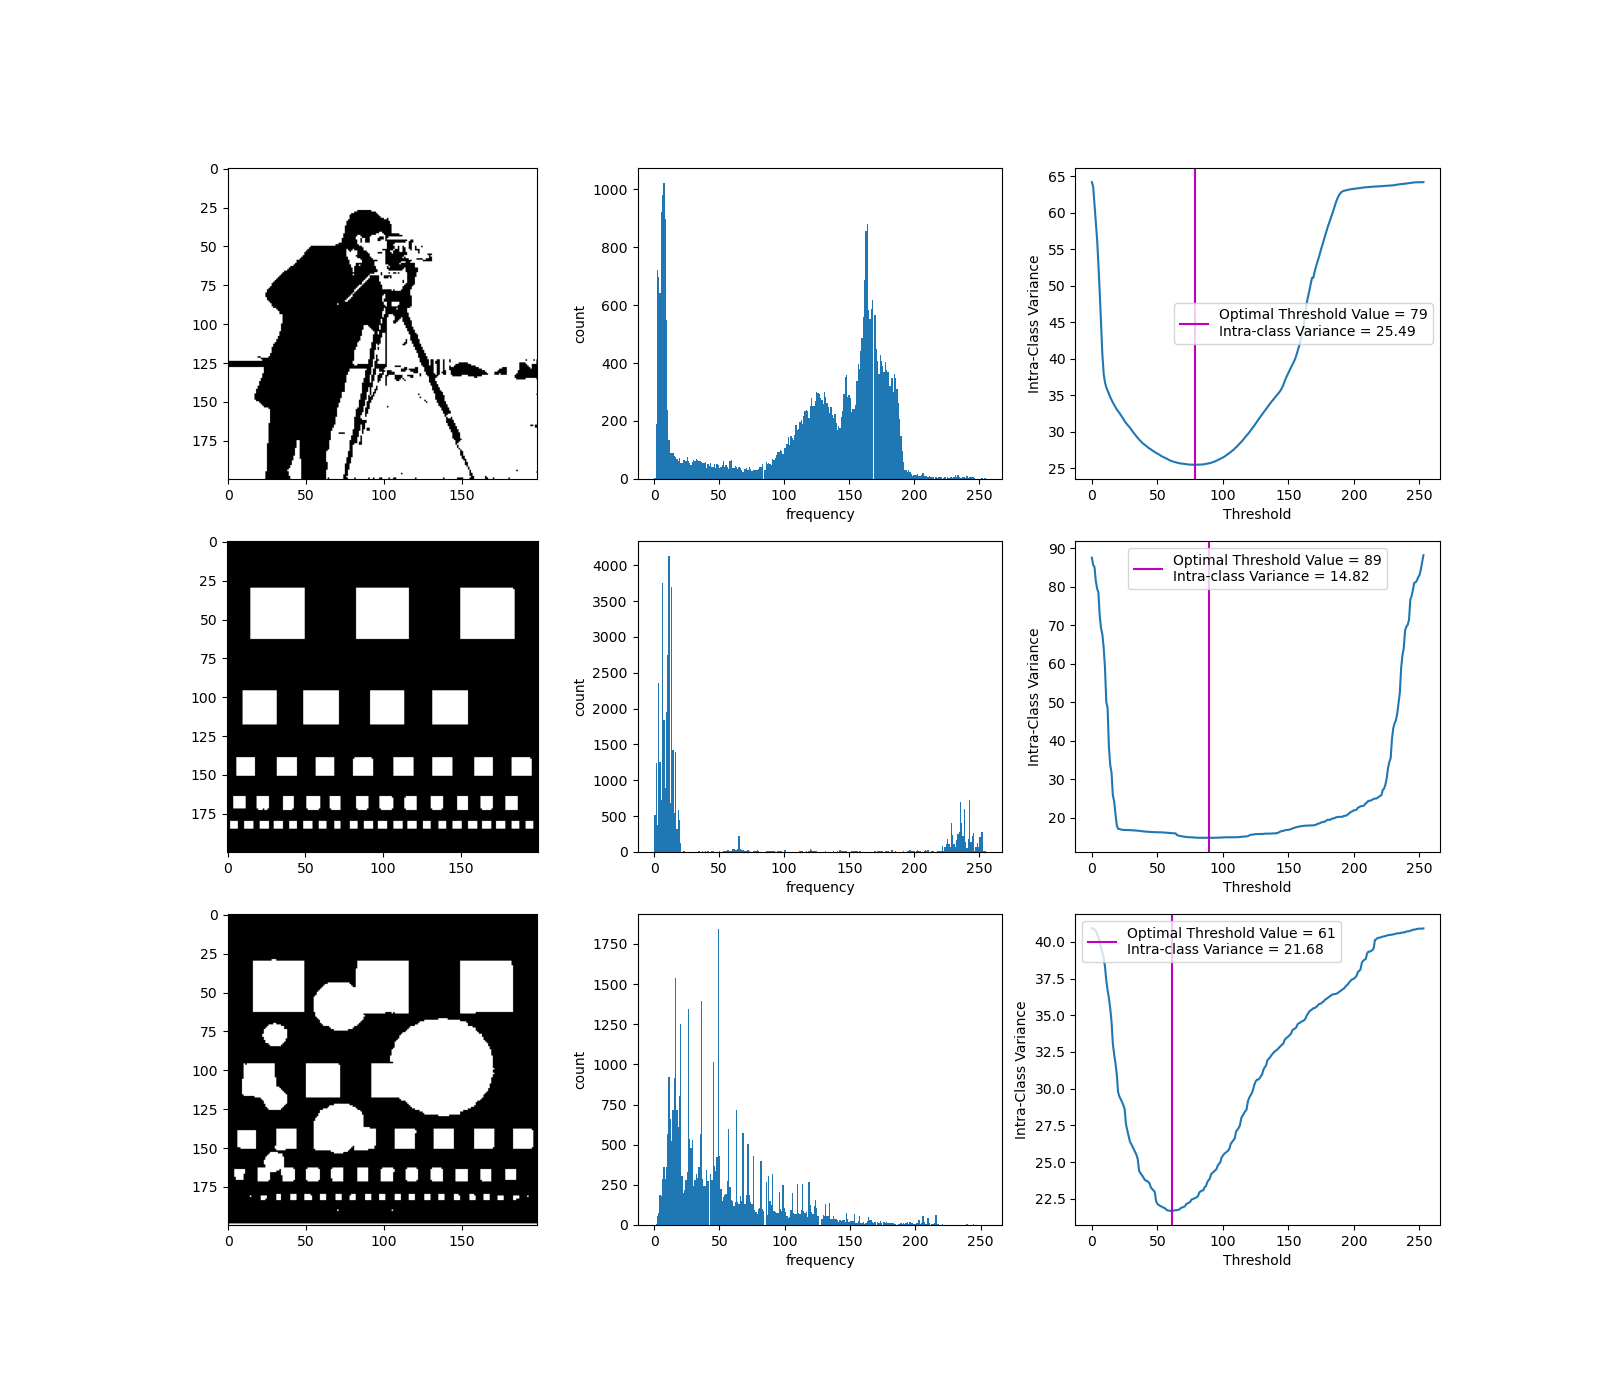 0
25
50
75
100
125
150
175
0 50 100 150
1000
800
600
400
200
0
count
0 50 100 150 200 250
frequency
65
60
55
50
45
40
35
30
25
Intra-Class Variance
Optimal Threshold Value = 79
Intra-class Variance = 25.49
0 50 100 150 200 250
Threshold
0
25
50
75
100
125
150
175
0 50 100 150
4000
3500
3000
2500
2000
1500
1000
500
0
count
0 50 100 150 200 250
frequency
90
80
70
60
50
40
30
20
Intra-Class Variance
Optimal Threshold Value = 89
Intra-class Variance = 14.82
0 50 100 150 200 250
Threshold
0
25
50
75
100
125
150
175
0 50 100 150
1750
1500
1250
1000
750
500
250
0
count
0 50 100 150 200 250
frequency
40.0
37.5
35.0
32.5
30.0
27.5
25.0
22.5
Intra-Class Variance
Optimal Threshold Value = 61
Intra-class Variance = 21.68
0 50 100 150 200 250
Threshold